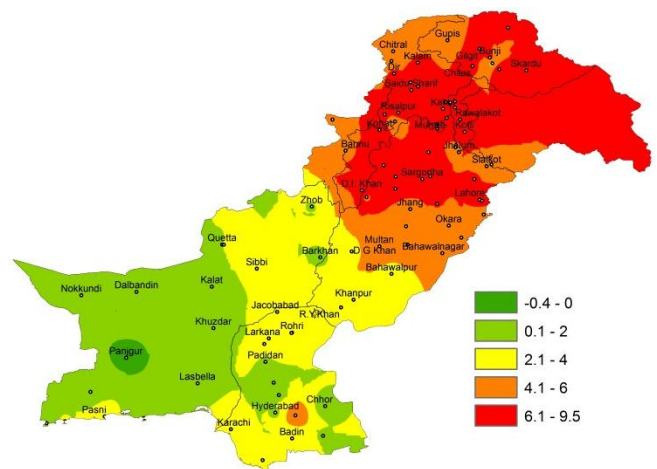 Chitral
Gupis
Kalam
Gilgit
Bunji
Dir
Chilas
Skardu
Saidu Sharif
Risalpur
Rawalakot
Kohat
Kotli
Bannu
Jhelum
Sialkot
Sargodha
D.I. Khan
Lahore
Zhob
Jhang
Okara
Quetta
Multan
Barkhan
D G Khan
Bahawalnagar
Sibbi
Bahawalpur
Nokkundi
Dalbandin
Kalat
Khanpur
Jacobabad
R.Y.Khan
Khuzdar
Larkana
Rohri
Panjgur
Padidan
Lasbella
Pasni
Hyderabad
Chhor
Karachi
Badin
-0.4 - 0
0.1 - 2
2.1 - 4
4.1 - 6
6.1 - 9.5